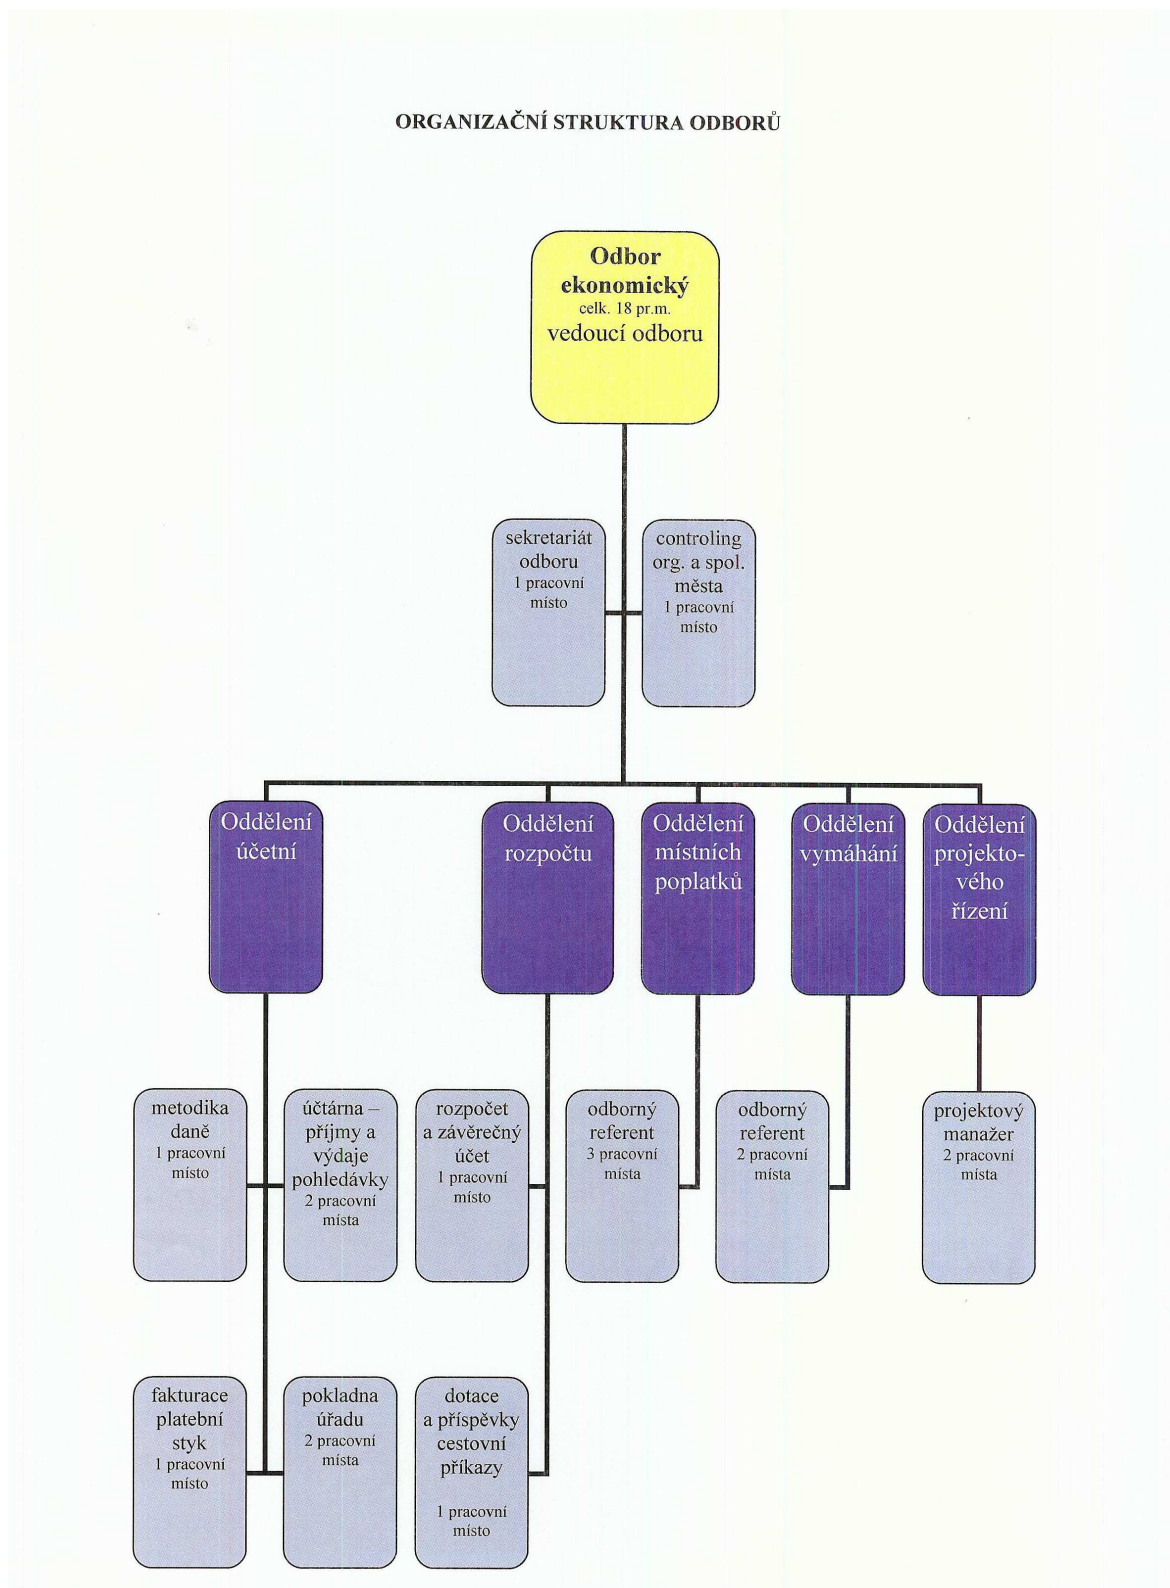 ORGANIZAČNÍ STRUKTURA ODBORŮ
Odbor
ekonomický
celk. 18 pr.m.
vedoucí odboru
sekretariát
odboru
1 pracovní
místo
controling
org. a spol.
města
1 pracovní
místo
Oddělení
účetní
Oddělení
rozpočtu
Oddělení
místních
poplatků
Oddělení
vymáhání
Oddělení
projekto-
vého
řízení
metodika
daně
1 pracovní
místo
účtárna –
příjmy a
výdaje
pohledávky
2 pracovní
místa
rozpočet
a závěrečný
účet
1 pracovní
místo
odborný
referent
3 pracovní
místa
odborný
referent
2 pracovní
místa
projektový
manažer
2 pracovní
místa
fakturace
platební
styk
1 pracovní
místo
pokladna
úřadu
2 pracovní
místa
dotace
a příspěvky
cestovní
příkazy
1 pracovní
místo